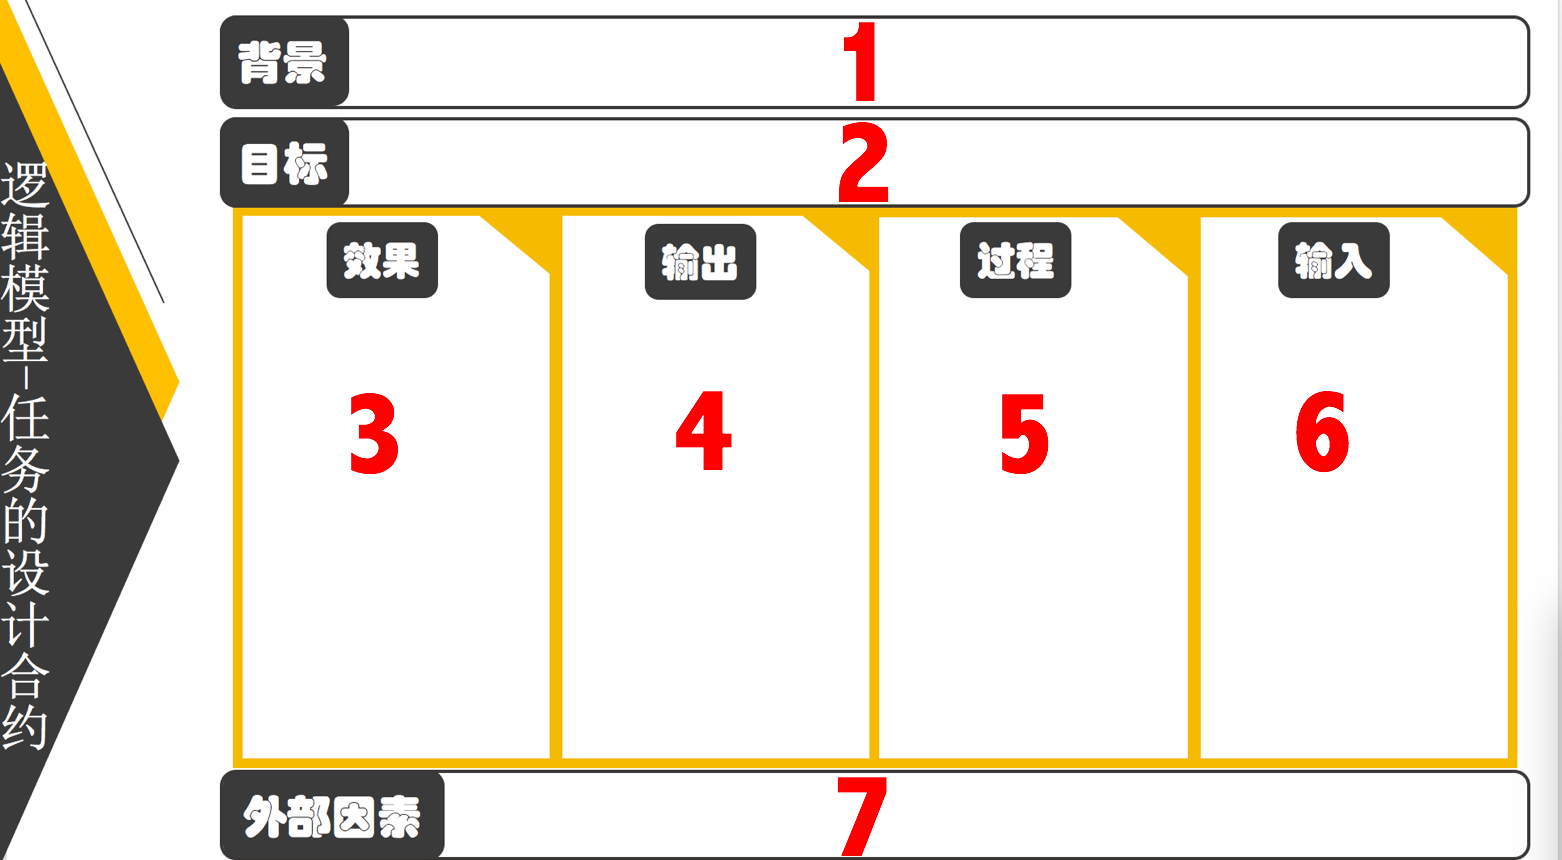 逻辑模型—任务的设计合约
背景 1
目标 2
效果 输出 过程 输入
3 4 5 6
外部因素 7